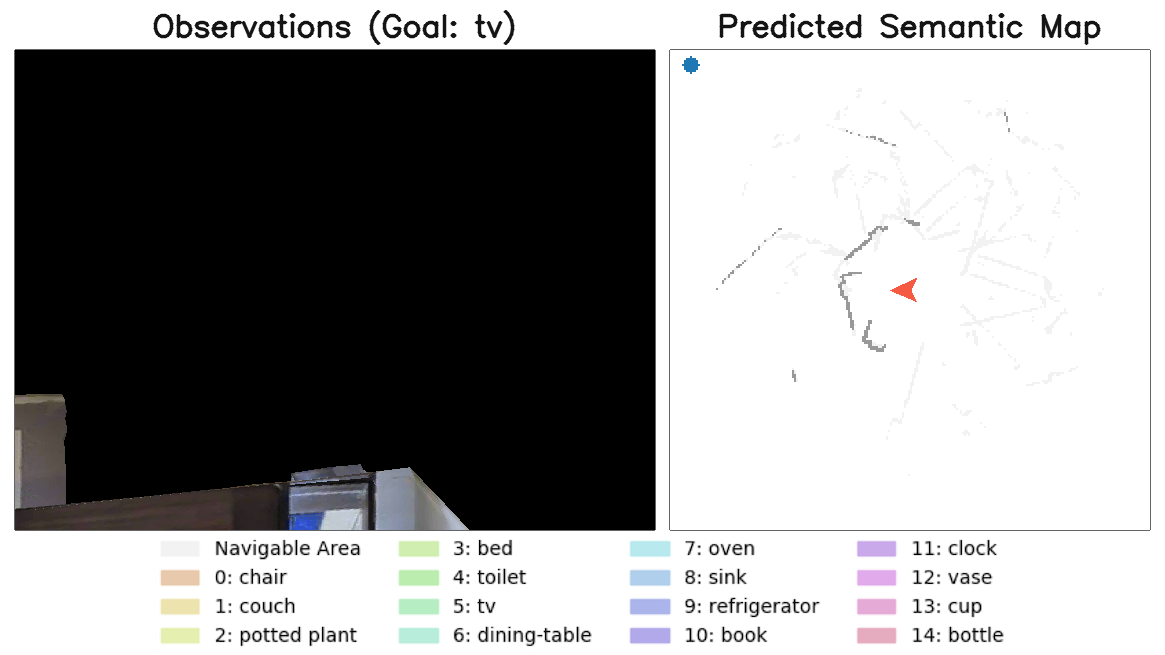 Observations (Goal: tv)
Predicted Semantic Map
Navigable Area
0: chair
1: couch
2: potted plant
3: bed
4: toilet
5: tv
6: dining-table
7: oven
8: sink
9: refrigerator
10: book
11: clock
12: vase
13: cup
14: bottle